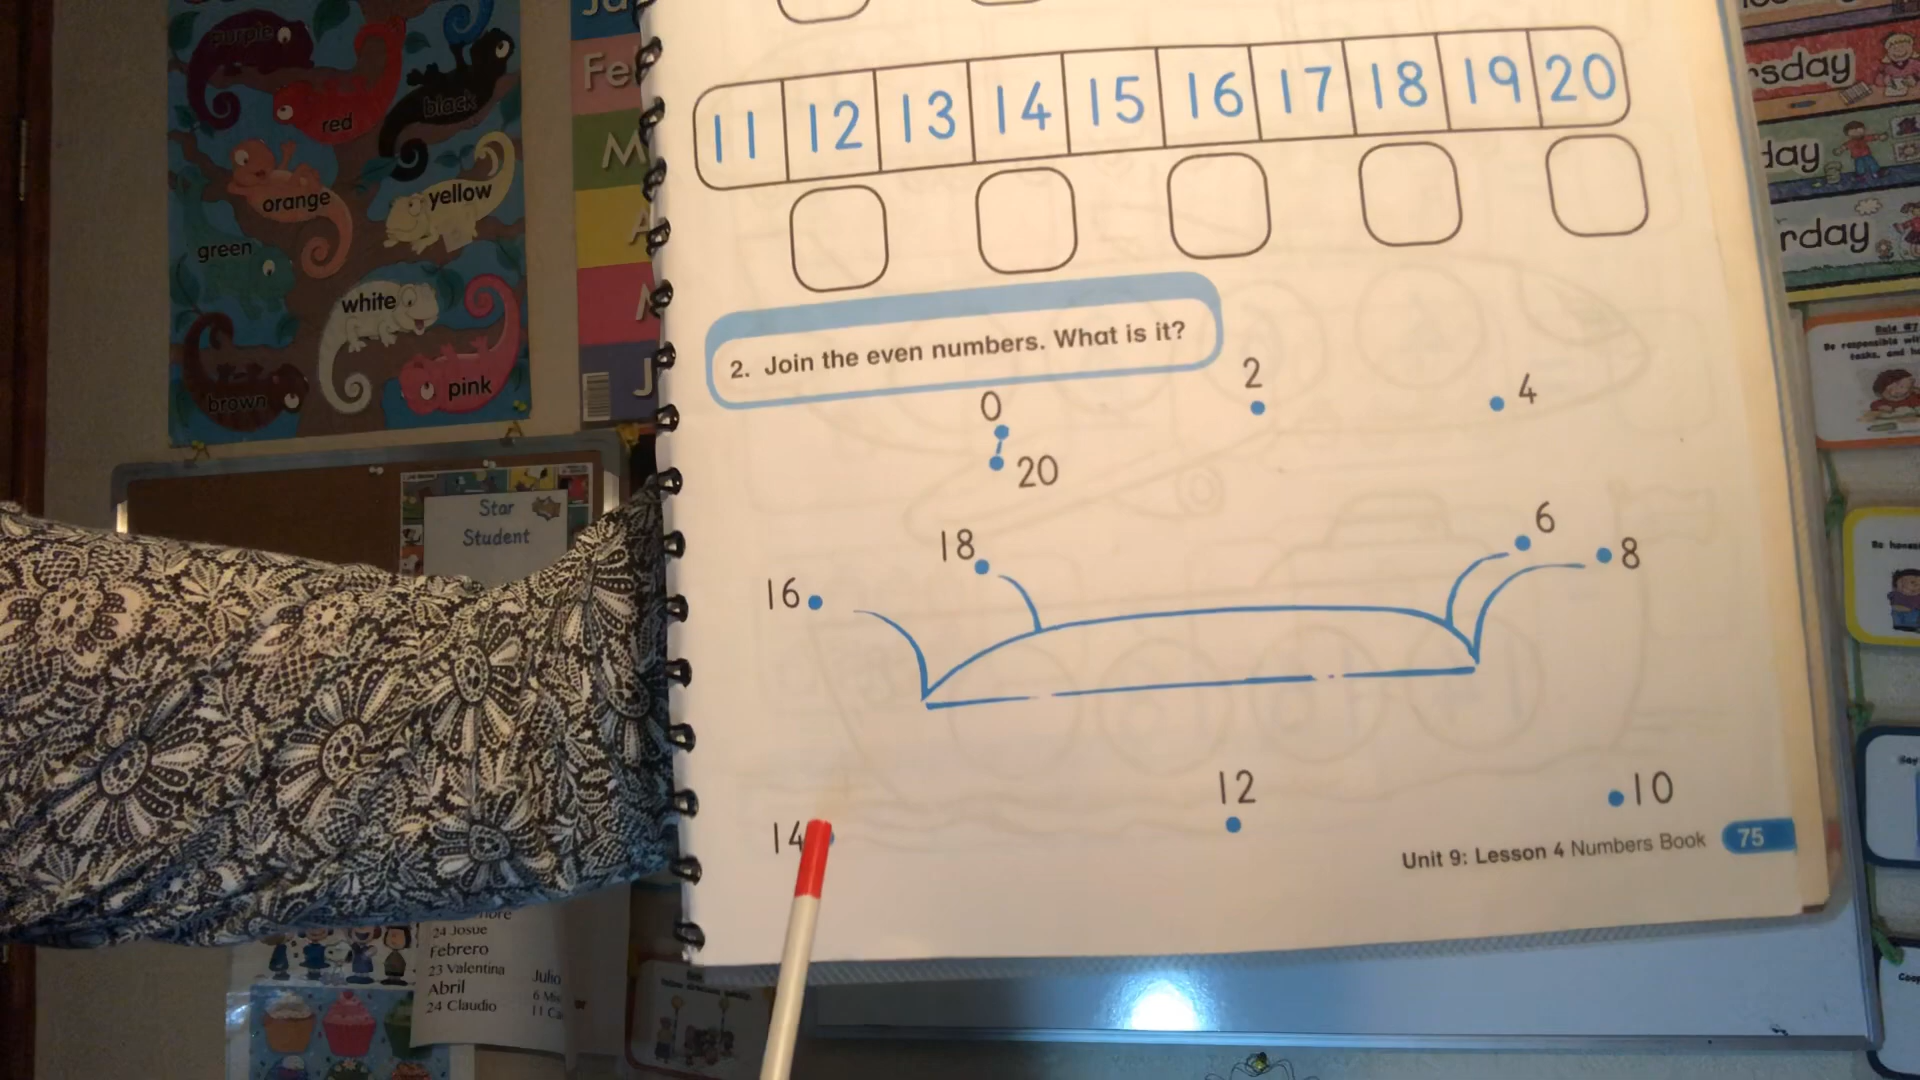 purple
red
black
orange
yellow
green
white
brown
pink
11 12 13 14 15 16 17 18 19 20
2. Join the even numbers. What is it?
0
2
4
20
6
18
8
16
12
10
14
Unit 9: Lesson 4 Numbers Book 75
Star
Student
24 Josue
Febrero
23 Valentina
Abril
24 Claudio
Julio
rsday
day
rday